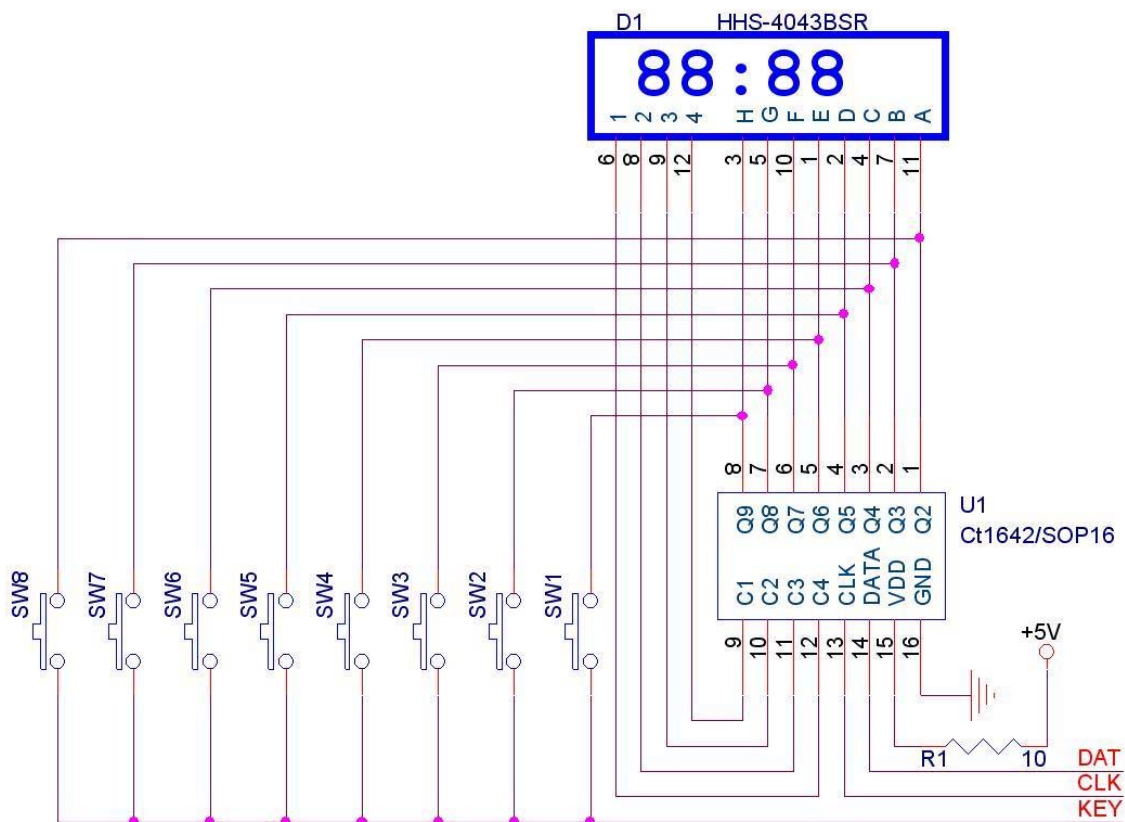 D1 HHS-4043BSR
88:88
1 2 3 4 H G F E D C B A
6 8 9 12 3 5 10 1 2 4 7 11
8 7 6 5 4 3 2 1
Q9 Q8 Q7 Q6 Q5 Q4 Q3 Q2
U1
Ct1642/SOP16
C1 C2 C3 C4 CLK DATA VDD GND
9 10 11 12 13 14 15 16
SW8 SW7 SW6 SW5 SW4 SW3 SW2 SW1
+5V
R1 10
DAT
CLK
KEY